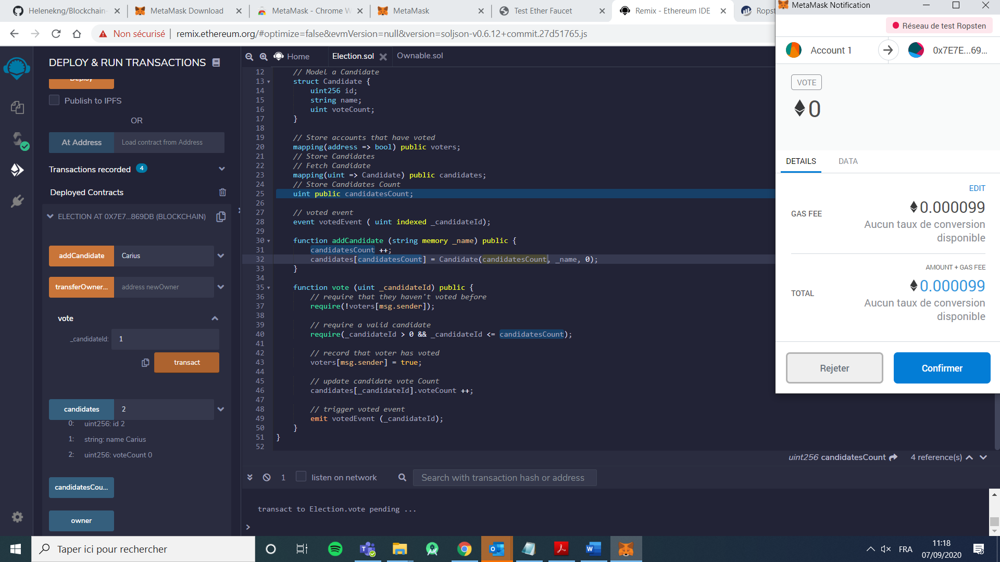 Helenekng/Blockchain-
MetaMask Download
MetaMask - Chrome W
MetaMask
Test Ether Faucet
Remix - Ethereum IDE
Ropst
MetaMask Notification
Non sécurisé
remix.ethereum.org/#optimize=false&evmVersion=null&version=soljson-v0.6.12+commit.27d51765.js
Réseau de test Ropsten
Account 1
0x7E7E...69...
VOTE
0
DETAILS
DATA
EDIT
GAS FEE
0.000099
Aucun taux de conversion
disponible
AMOUNT + GAS FEE
TOTAL
0.000099
Aucun taux de conversion
disponible
Rejeter
Confirmer
DEPLOY & RUN TRANSACTIONS
Deploy
Publish to IPFS
OR
At Address
Load contract from Address
Transactions recorded 4
Deployed Contracts
ELECTION AT 0X7E7...869DB (BLOCKCHAIN)
addCandidate
Carius
transferOwner...
address newOwner
vote
_candidateId:
1
transact
candidates
2
0: uint256: id 2
1: string: name Carius
2: uint256: voteCount 0
candidatesCou...
owner
Home
Election.sol
Ownable.sol
12 // Model a Candidate
13 struct Candidate {
14 uint256 id;
15 string name;
16 uint voteCount;
17 }
18
19 // Store accounts that have voted
20 mapping(address => bool) public voters;
21 // Store Candidates
22 // Fetch Candidate
23 mapping(uint => Candidate) public candidates;
24 // Store Candidates Count
25 uint public candidatesCount;
26
27 // voted event
28 event votedEvent ( uint indexed _candidateId);
29
30 function addCandidate (string memory _name) public {
31 candidatesCount ++;
32 candidates[candidatesCount] = Candidate(candidatesCount, _name, 0);
33 }
34
35 function vote (uint _candidateId) public {
36 // require that they haven't voted before
37 require(!voters[msg.sender]);
38
39 // require a valid candidate
40 require(_candidateId > 0 && _candidateId <= candidatesCount);
41
42 // record that voter has voted
43 voters[msg.sender] = true;
44
45 // update candidate vote Count
46 candidates[_candidateId].voteCount ++;
47
48 // trigger voted event
49 emit votedEvent (_candidateId);
50 }
51 }
52
uint256 candidatesCount
4 reference(s)
1
listen on network
Search with transaction hash or address
transact to Election.vote pending ...
>
Taper ici pour rechercher
FRA
11:18
07/09/2020